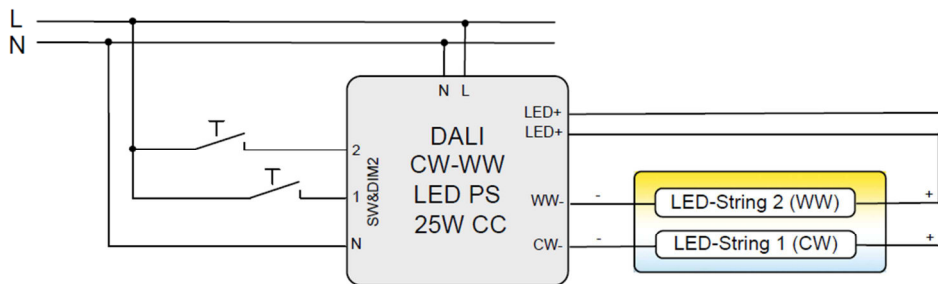 L
N
N L
LED+
LED+
DALI
CW-WW
LED PS
25W CC
2
1
N
SW&DIM2
WW-
CW-
-
-
LED-String 2 (WW)
LED-String 1 (CW)
+
+